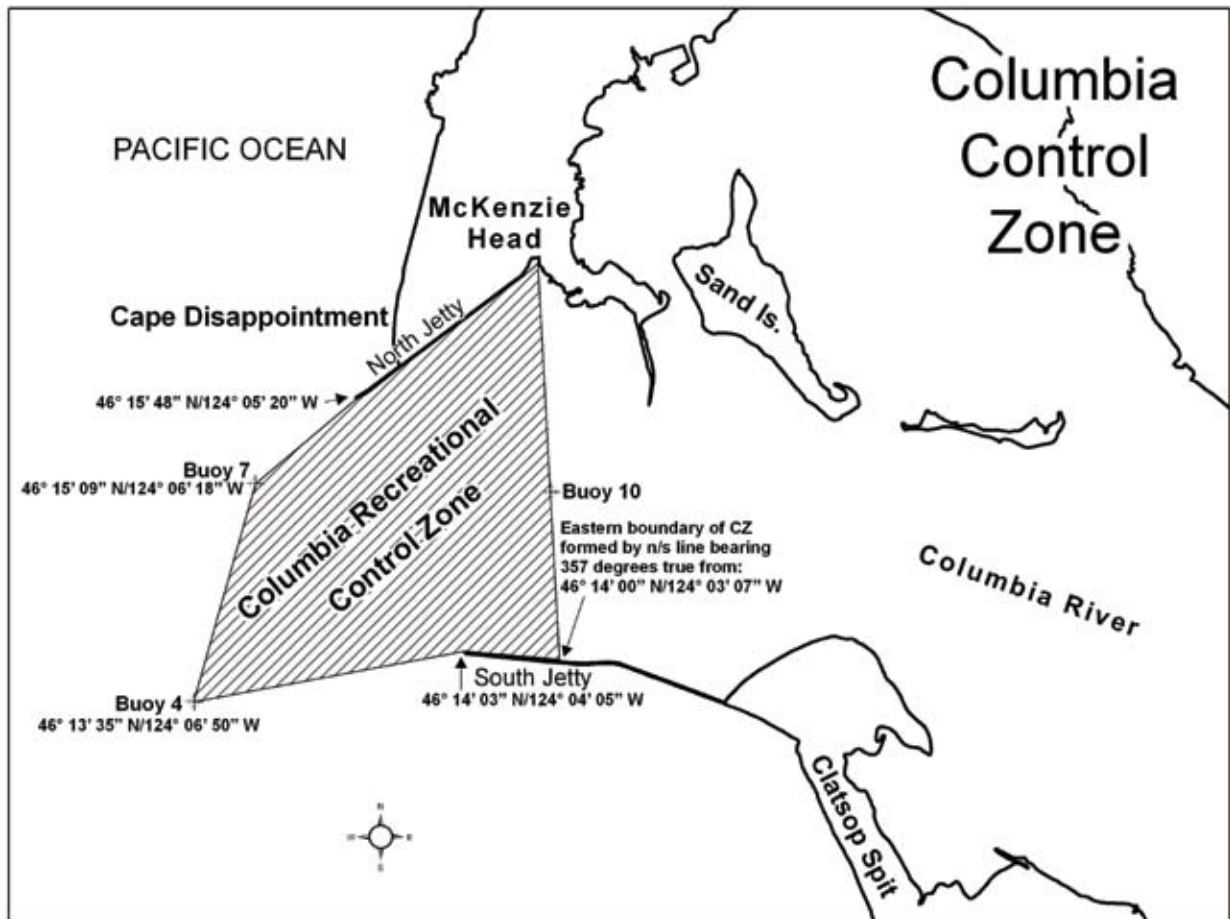 Columbia
Control
Zone
PACIFIC OCEAN
McKenzie
Head
Sand Is.
Cape Disappointment
North Jetty
46° 15’ 48” N/124° 05’ 20” W
Buoy 7
46° 15’ 09” N/124° 06’ 18” W
Columbia Recreational
Control Zone
Buoy 10
Eastern boundary of CZ
formed by n/s line bearing
357 degrees true from:
46° 14’ 00” N/124° 03’ 07” W
Columbia River
South Jetty
46° 14’ 03” N/124° 04’ 05” W
Buoy 4
46° 13’ 35” N/124° 06’ 50” W
Clatsop Spit
N
W
E
S